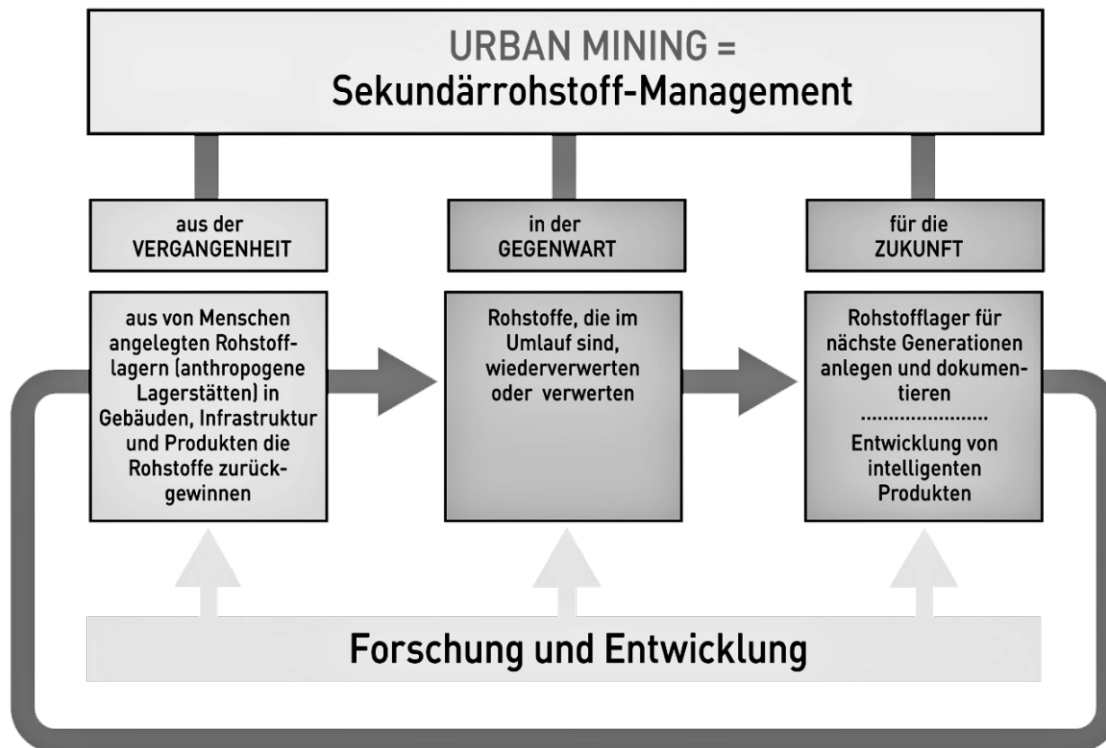 URBAN MINING =
Sekundärrohstoff-Management
aus der
VERGANGENHEIT
in der
GEGENWART
für die
ZUKUNFT
aus von Menschen
angelegten Rohstoff-
lagern (anthropogene
Lagerstätten) in
Gebäuden, Infrastruktur
und Produkten die
Rohstoffe zurück-
gewinnen
Rohstoffe, die im
Umlauf sind,
wiederverwerten
oder verwerten
Rohstofflager für
nächste Generationen
anlegen und dokumen-
tieren
........................
Entwicklung von
intelligenten
Produkten
Forschung und Entwicklung